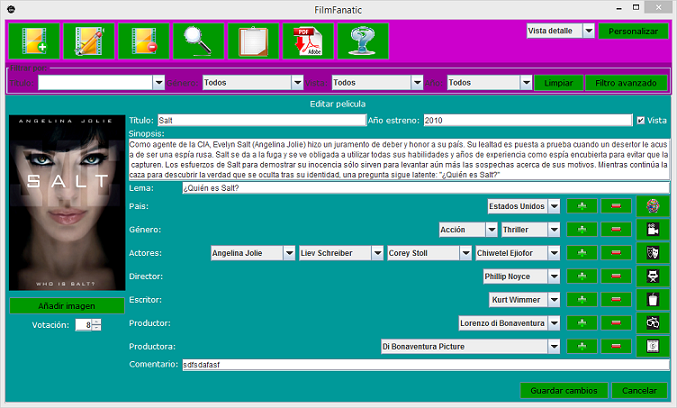 FilmFanatic
PDF
Adobe
Vista detalle
Personalizar
Filtrar por
Título:
Género: Todos
Todos
Año: Todos
Limpiar
Filtro avanzado
Editar película
ANGELINA JOLIE
SALT
WHO IS SALT?
Añadir imagen
Votación: 8
Título: Salt
Año estreno: 2010
Vista
Sinopsis:
Como agente de la CIA, Evelyn Salt (Angelina Jolie) hizo un juramento de deber y honor a su país. Su lealtad es puesta a prueba cuando un desertor le acus
a de ser una espía rusa. Salt se da a la fuga y se ve obligada a utilizar todas sus habilidades y años de experiencia como espía encubierta para evitar que la
capturen. Los esfuerzos de Salt para demostrar su inocencia sólo sirven para levantar aún más las sospechas acerca de sus motivos. Mientras continúa la
caza para descubrir la verdad que se oculta tras su identidad, una pregunta sigue latente: "¿Quién es Salt?"
Lema: ¿Quién es Salt?
País: Estados Unidos
Género: Acción Thriller
Actores: Angelina Jolie Liev Schreiber Corey Stoll Chiwetel Ejiofor
Director: Phillip Noyce
Escritor: Kurt Wimmer
Productor: Lorenzo di Bonaventura
Productora: Di Bonaventura Picture
Comentario: sdfsdafasf
Guardar cambios
Cancelar